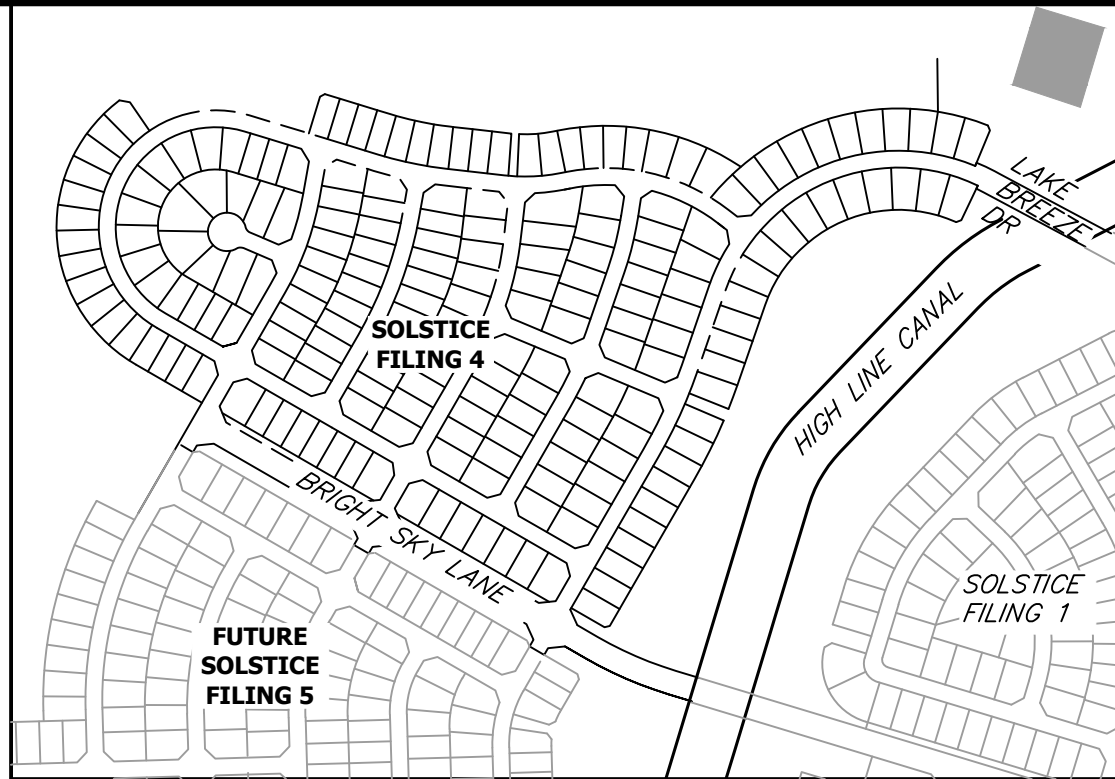 LAKE
BREEZE
DR
HIGH LINE CANAL
SOLSTICE
FILING 4
BRIGHT SKY LANE
SOLSTICE
FILING 1
FUTURE
SOLSTICE
FILING 5